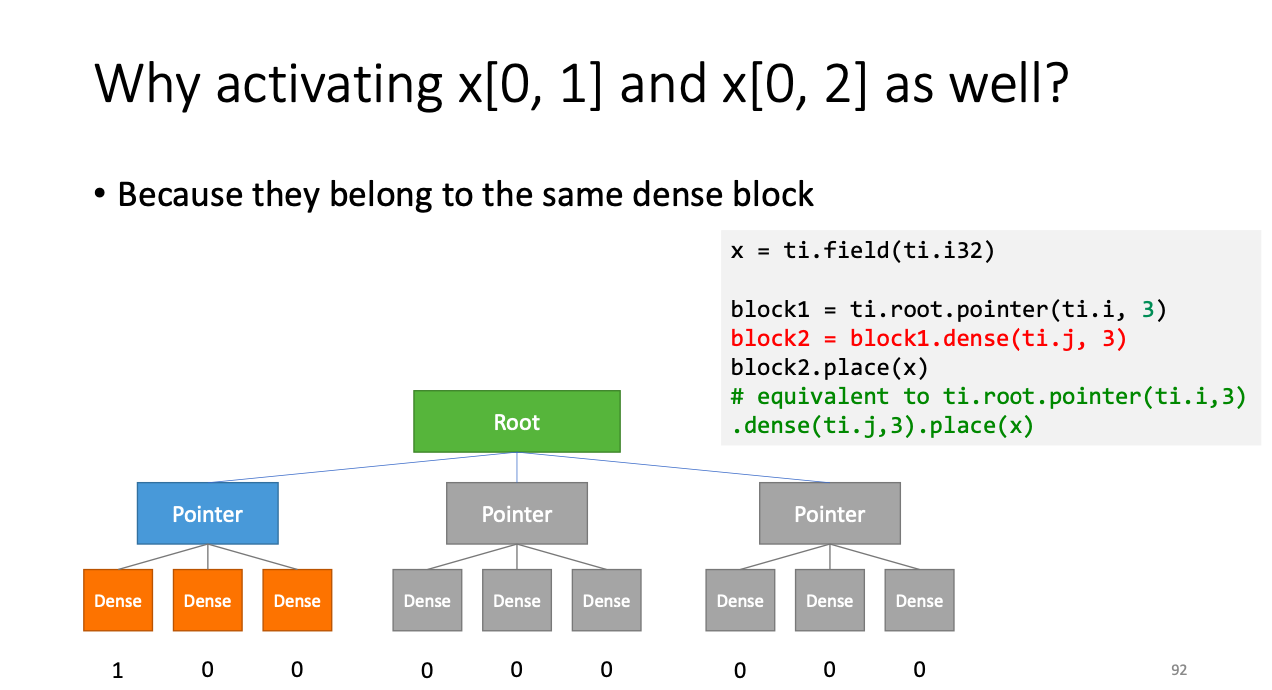 Why activating x[0, 1] and x[0, 2] as well?
• Because they belong to the same dense block
x = ti.field(ti.i32)
block1 = ti.root.pointer(ti.i, 3)
block2 = block1.dense(ti.j, 3)
block2.place(x)
# equivalent to ti.root.pointer(ti.i,3)
.dense(ti.j,3).place(x)
Root
Pointer Pointer Pointer
Dense Dense Dense Dense Dense Dense Dense Dense Dense
1 0 0 0 0 0 0 0 0
92